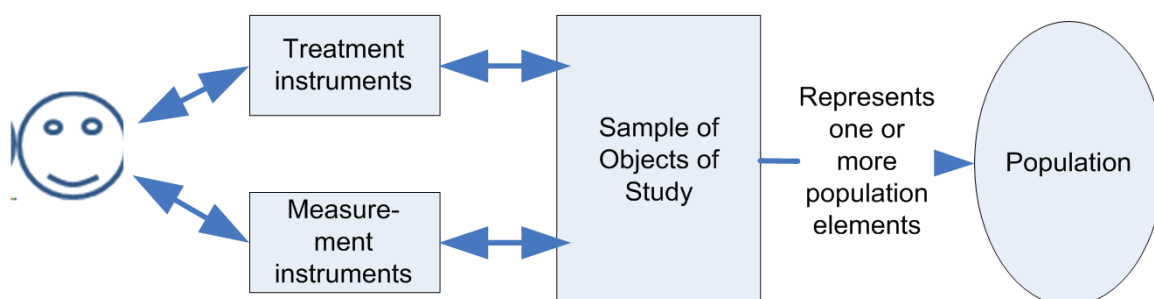 Treatment
instruments
Measure-
ment
instruments
Sample of
Objects of
Study
Represents
one or
more
population
elements
Population